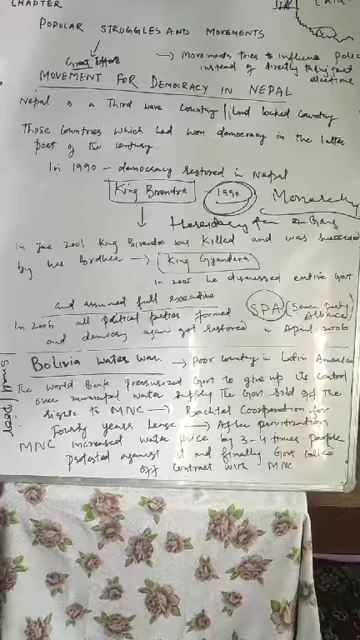 CHAPTER
POPULAR STRUGGLES AND MOVEMENTS
Great Effort → Movements tries to influence
instead of directly taking part
elections
MOVEMENT FOR DEMOCRACY IN NEPAL
Nepal is a Third wave country | Land locked country
Those countries which had won democracy in the latter
part of the century
In 1990 - democracy restored in Nepal
King Birendra - 1990 Monarchy
Hereditary King
In June 2001 King Birendra was killed and was succeeded
by his Brother → King Gyandera
in 2005 he dismissed entire Govt
and assumed full executive
In 2006 all political parties formed SPA (Seven Party Alliance)
and democracy again got restored in April 2006
Bolivia water war → Poor country in Latin America
The world Bank pressurized Govt to give up its control
over municipal water supply The Govt sold off the
rights to MNC → Bachtel Cooperation for
Fourty years Lease → After privatization
MNC increased water price by 3-4 times. People
protested against it and finally Govt
off contract with MNC
small